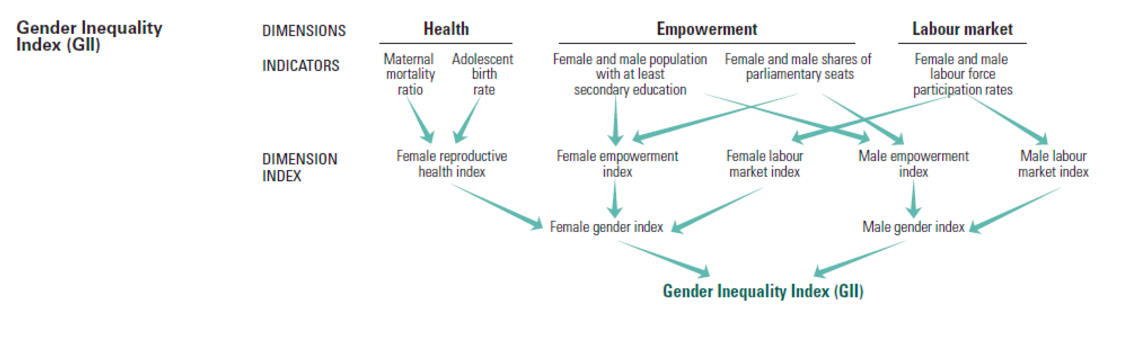 Gender Inequality
Index (GII)
DIMENSIONS
Health
Empowerment
Labour market
INDICATORS
Maternal
mortality
ratio
Adolescent
birth
rate
Female and male population
with at least
secondary education
Female and male shares of
parliamentary seats
Female and male
labour force
participation rates
DIMENSION
INDEX
Female reproductive
health index
Female empowerment
index
Female labour
market index
Male empowerment
index
Male labour
market index
Female gender index
Male gender index
Gender Inequality Index (GII)